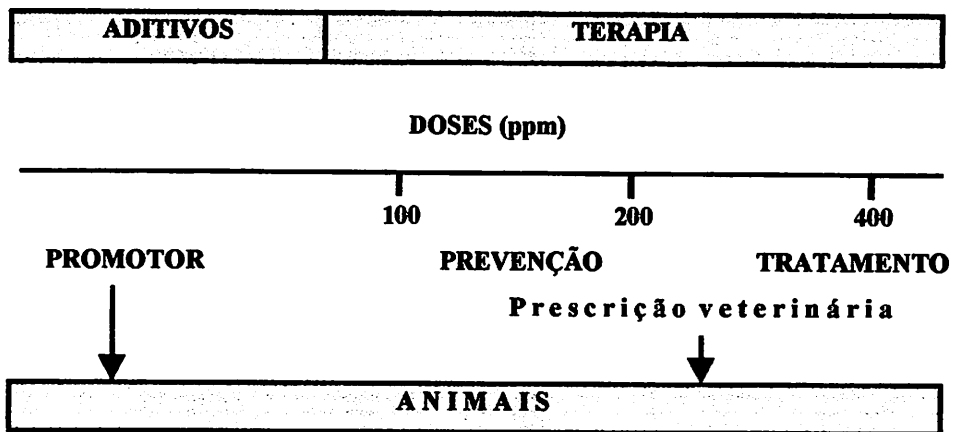 ADITIVOS TERAPIA
DOSES (ppm)
100 200 400
PROMOTOR PREVENÇÃO TRATAMENTO
Prescrição veterinária
ANIMAIS